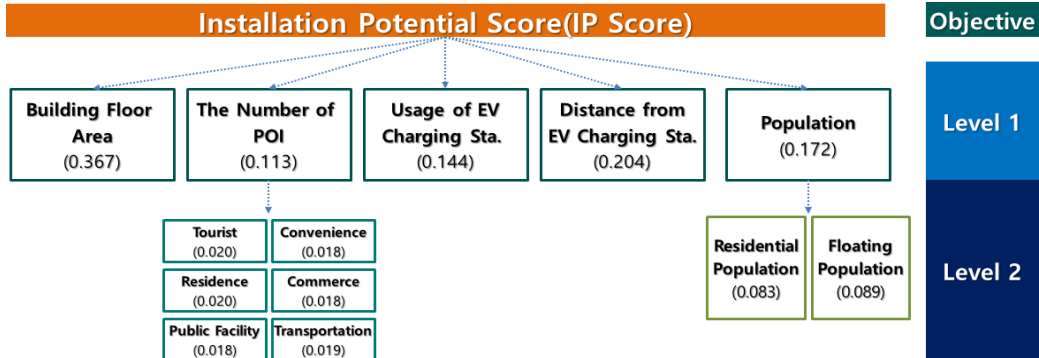 Installation Potential Score(IP Score)
Objective
Building Floor
Area
(0.367)
The Number of
POI
(0.113)
Usage of EV
Charging Sta.
(0.144)
Distance from
EV Charging Sta.
(0.204)
Population
(0.172)
Level 1
Tourist
(0.020)
Convenience
(0.018)
Residence
(0.020)
Commerce
(0.018)
Public Facility
(0.018)
Transportation
(0.019)
Residential
Population
(0.083)
Floating
Population
(0.089)
Level 2